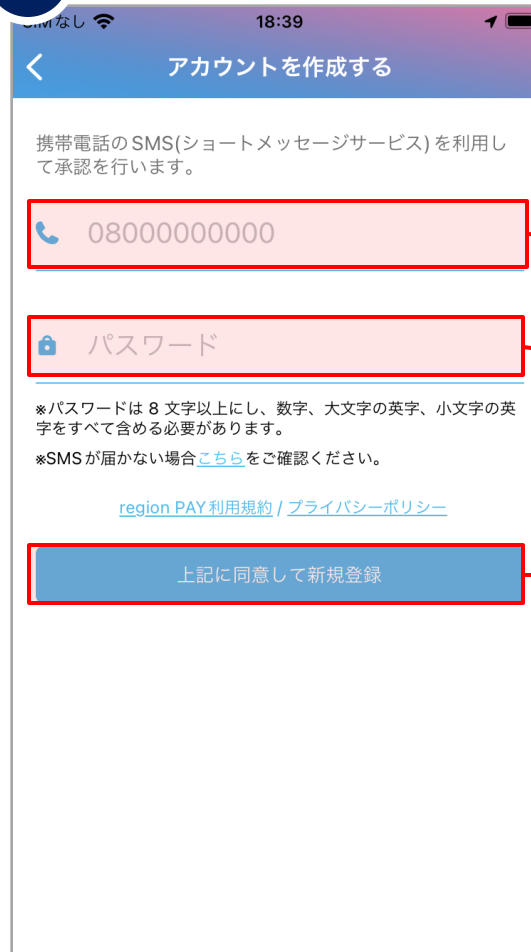 SIMなし
18:39
アカウントを作成する
携帯電話のSMS(ショートメッセージサービス)を利用し
て承認を行います。
08000000000
パスワード
※パスワードは 8 文字以上にし、数字、大文字の英字、小文字の英
字をすべて含める必要があります。
※SMSが届かない場合こちらをご確認ください。
region PAY利用規約 / プライバシーポリシー
上記に同意して新規登録